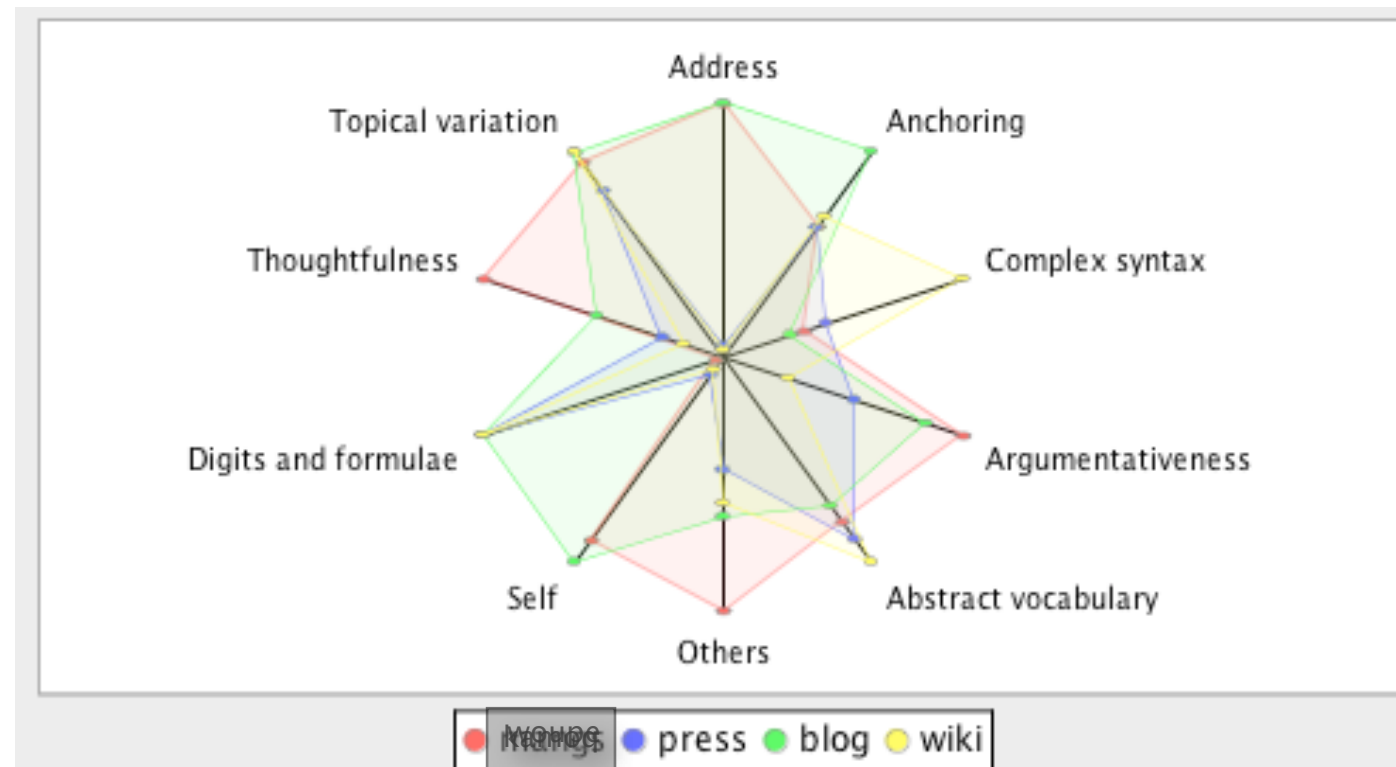 Address
Topical variation
Anchoring
Thoughtfulness
Complex syntax
Digits and formulae
Argumentativeness
Self
Abstract vocabulary
Others
press blog wiki